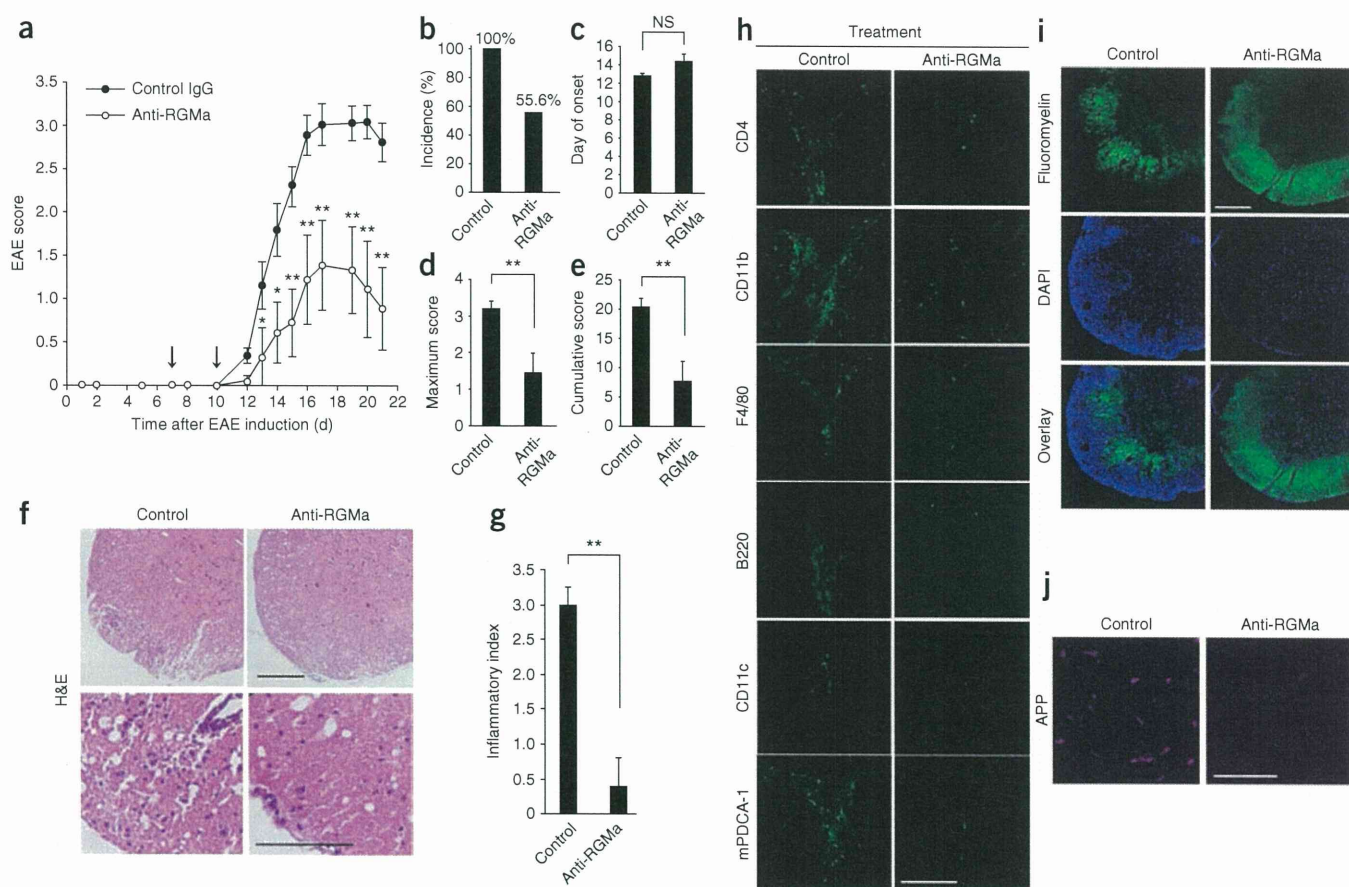 a
3.5
3.0
2.5
2.0
1.5
1.0
0.5
0
EAE score
Control IgG
Anti-RGMa
*
*
**
**
**
**
**
**
0 2 4 6 8 10 12 14 16 18 20 22
Time after EAE induction (d)
b
100
80
60
40
20
0
Incidence (%)
100%
55.6%
Control
Anti-
RGMa
c
16
14
12
10
8
6
4
2
0
Day of onset
NS
Control
Anti-
RGMa
d
4
3
2
1
0
Maximum score
**
Control
Anti-
RGMa
e
25
20
15
10
5
0
Cumulative score
**
Control
Anti-
RGMa
f
Control
Anti-RGMa
H&E
g
3.5
3.0
2.5
2.0
1.5
1.0
0.5
0
Inflammatory index
**
Control
Anti-RGMa
h
Treatment
Control
Anti-RGMa
CD4
CD11b
F4/80
B220
CD11c
mPDCA-1
i
Control
Anti-RGMa
Fluoromyelin
DAPI
Overlay
j
Control
Anti-RGMa
APP